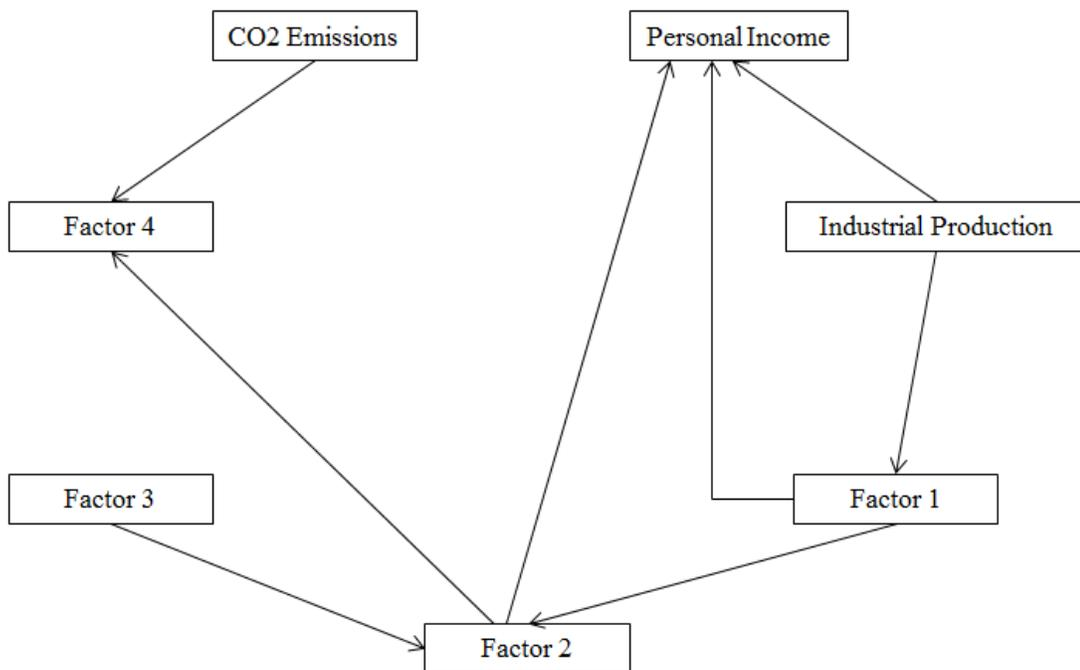 CO2 Emissions
Personal Income
Factor 4
Industrial Production
Factor 3
Factor 1
Factor 2